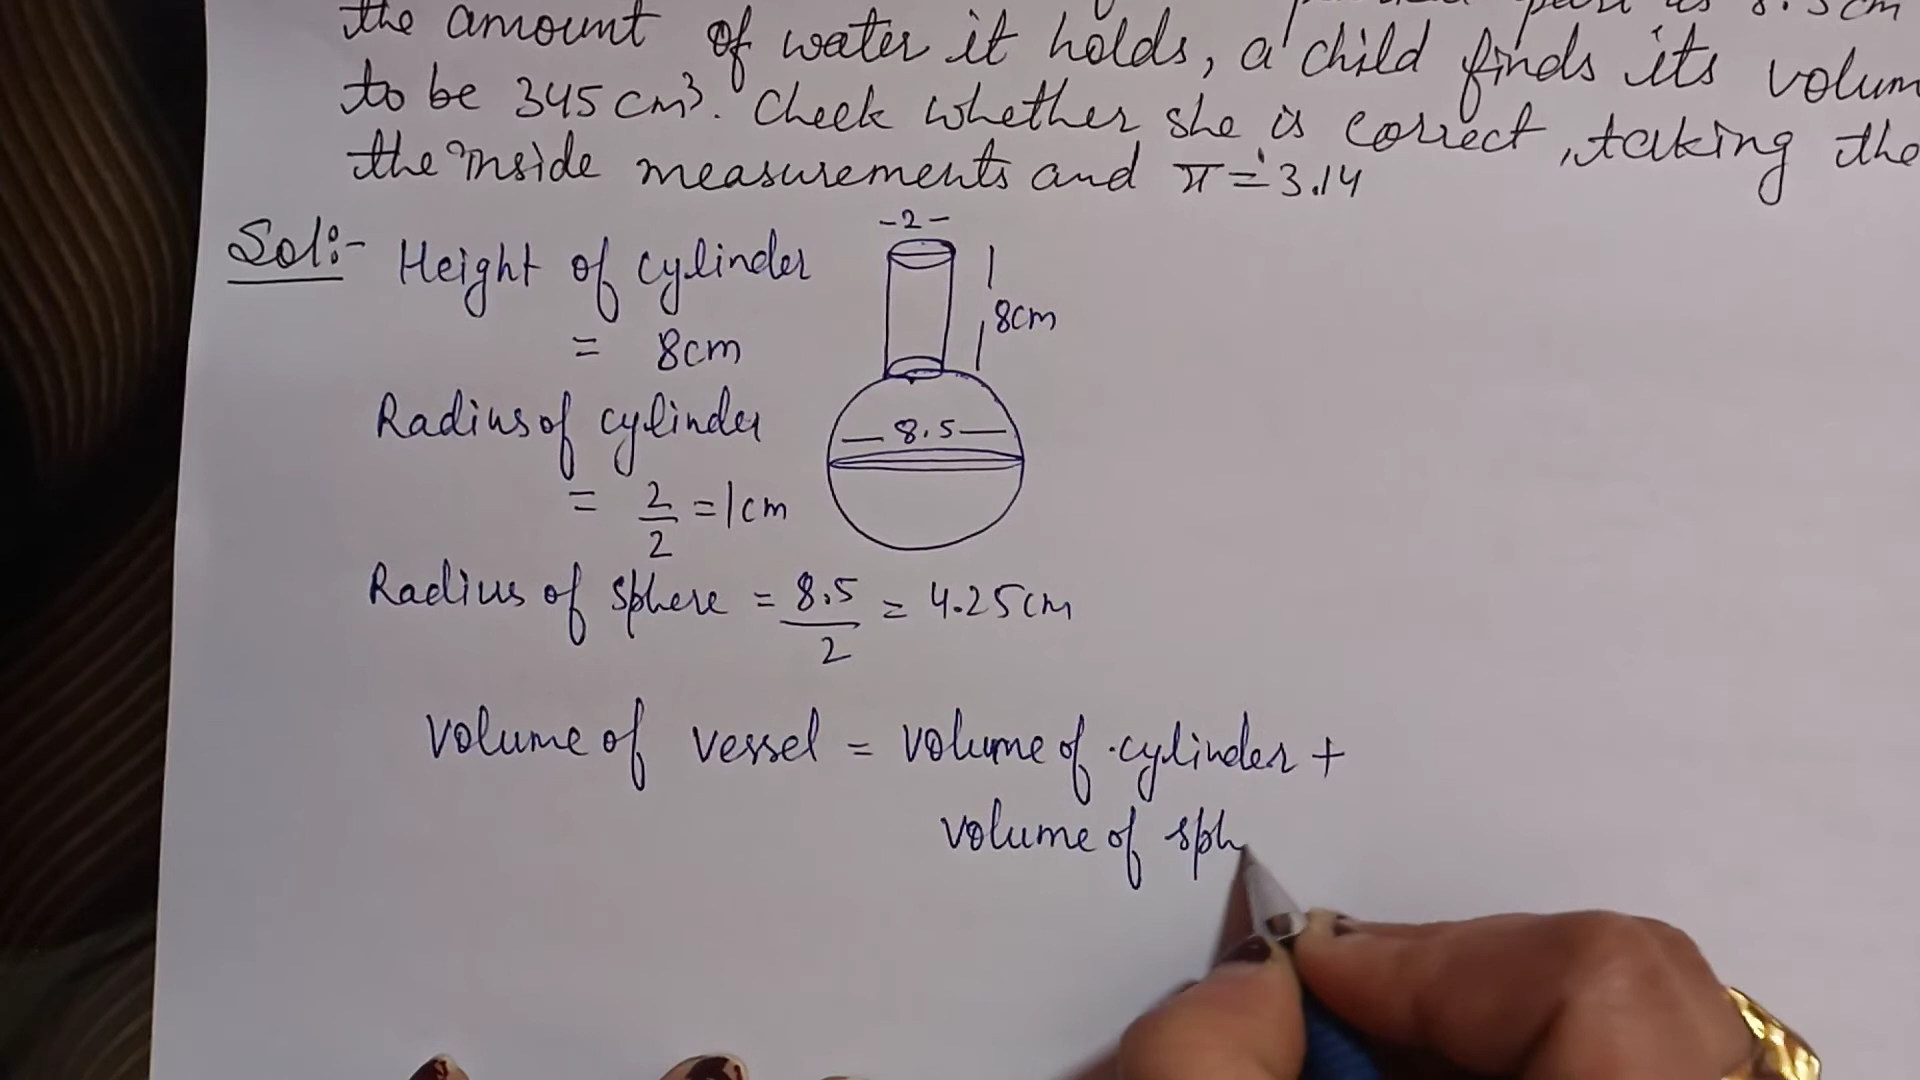 the amount of water it holds, a child finds its volum
to be 345 cm³. Check whether she is correct, taking the
the inside measurements and π = 3.14
Sol:- Height of cylinder
= 8cm
-2-
8cm
8.5
Radius of cylinder
= 2/2 = 1cm
Radius of sphere = 8.5/2 = 4.25cm
Volume of vessel = volume of cylinder +
volume of sph